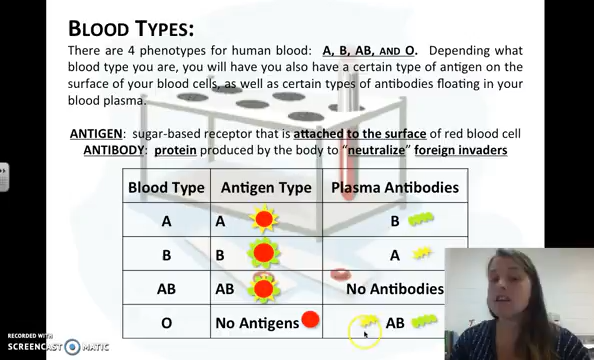 BLOOD TYPES:
There are 4 phenotypes for human blood: A, B, AB, AND O. Depending what
blood type you are, you will have you also have a certain type of antigen on
the surface of your blood cells, as well as certain types of antibodies floating in your
blood plasma.
ANTIGEN: sugar-based receptor that is attached to the surface of red blood cell
ANTIBODY: protein produced by the body to “neutralize” foreign invaders
Blood Type Antigen Type Plasma Antibodies
A A B
B B A
AB AB No Antibodies
O No Antigens AB
RECORDED WITH
SCREENCAST MATIC